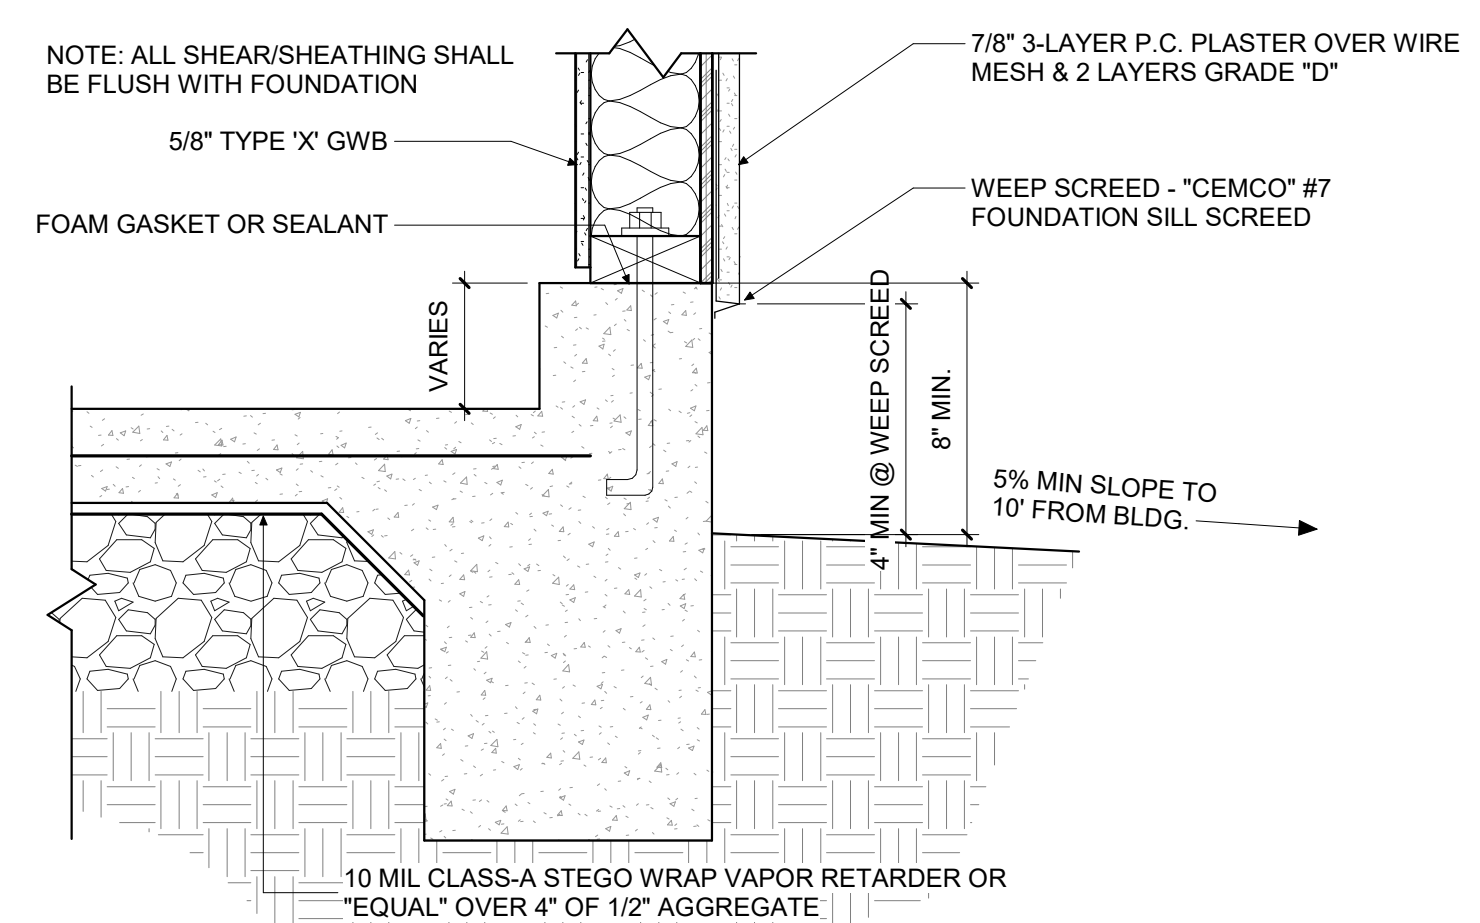 NOTE: ALL SHEAR/SHEATHING SHALL
BE FLUSH WITH FOUNDATION
5/8" TYPE 'X' GWB
FOAM GASKET OR SEALANT
7/8" 3-LAYER P.C. PLASTER OVER WIRE
MESH & 2 LAYERS GRADE "D"
WEEP SCREED - "CEMCO" #7
FOUNDATION SILL SCREED
VARIES
4" MIN @ WEEP SCREED
8" MIN.
5% MIN SLOPE TO
10' FROM BLDG.
10 MIL CLASS-A STEGO WRAP VAPOR RETARDER OR
"EQUAL" OVER 4" OF 1/2" AGGREGATE